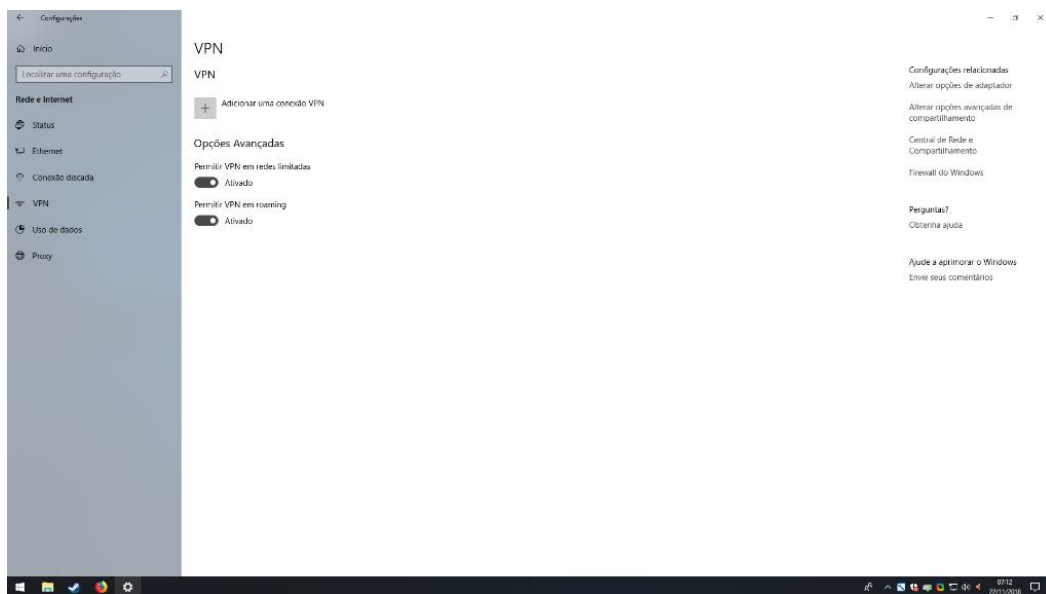 Configurações
Início
Localizar uma configuração
Rede e Internet
Status
Ethernet
Conexão discada
VPN
Uso de dados
Proxy
VPN
VPN
Adicionar uma conexão VPN
Opções Avançadas
Permitir VPN em redes limitadas
Ativado
Permitir VPN em roaming
Ativado
Configurações relacionadas
Alterar opções de adaptador
Alterar opções avançadas de
compartilhamento
Central de Rede e
Compartilhamento
Firewall do Windows
Perguntas?
Obtenha ajuda
Ajude a aprimorar o Windows
Envie seus comentários
07:12
22/11/2018